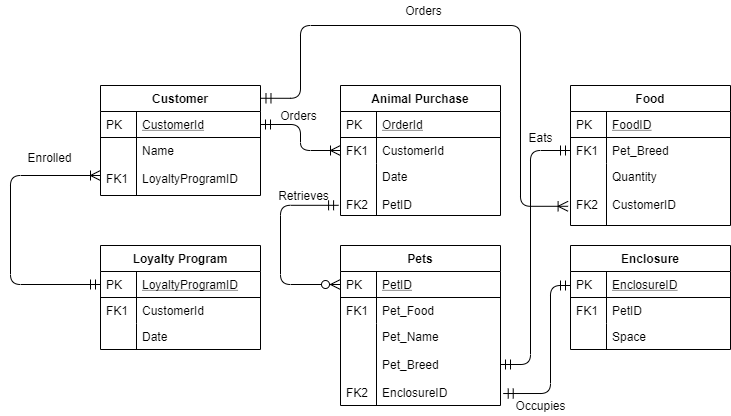 Orders
Customer
PK CustomerId
Name
FK1 LoyaltyProgramID
Orders
Animal Purchase
PK OrderId
FK1 CustomerId
Date
FK2 PetID
Eats
Food
PK FoodID
FK1 Pet_Breed
Quantity
FK2 CustomerID
Enrolled
Retrieves
Loyalty Program
PK LoyaltyProgramID
FK1 CustomerId
Date
Pets
PK PetID
FK1 Pet_Food
Pet_Name
Pet_Breed
FK2 EnclosureID
Enclosure
PK EnclosureID
FK1 PetID
Space
Occupies